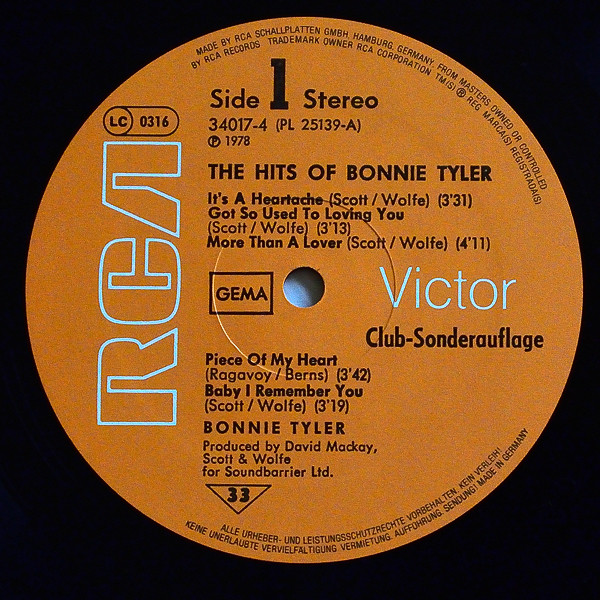 MADE BY RCA SCHALLPLATTEN GMBH, HAMBURG, GERMANY, FROM MASTERS OWNED OR CONTROLLED
BY RCA RECORDS TRADEMARK OWNER RCA CORPORATION TM(S) ® REG MARCA(S) REGISTRADA(S)
Side 1 Stereo
LC 0316
34017-4 (PL 25139-A)
℗ 1978
THE HITS OF BONNIE TYLER
It's A Heartache (Scott / Wolfe) (3'31)
Got So Used To Loving You
(Scott / Wolfe) (3'13)
More Than A Lover (Scott / Wolfe) (4'11)
RCA
GEMA
Victor
Club-Sonderauflage
Piece Of My Heart
(Ragavoy / Berns) (3'42)
Baby I Remember You
(Scott / Wolfe) (3'19)
BONNIE TYLER
Produced by David Mackay,
Scott & Wolfe
for Soundbarrier Ltd.
33
ALLE URHEBER- UND LEISTUNGSSCHUTZRECHTE VORBEHALTEN. KEIN VERLEIH!
KEINE UNERLAUBTE VERVIELFÄLTIGUNG, VERMIETUNG, AUFFÜHRUNG, SENDUNG! MADE IN GERMANY